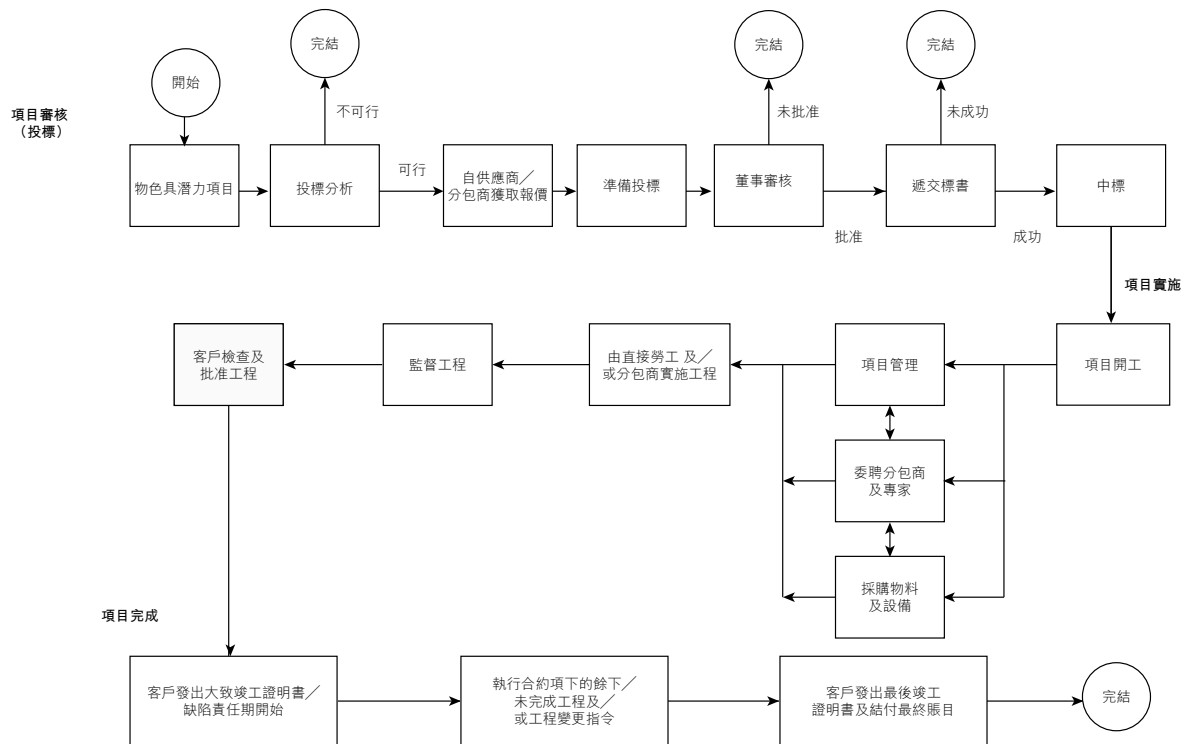 完結
完結
完結
開始
項目審核
（投標）
不可行
未批准
未成功
物色具潛力項目
投標分析
可行
自供應商／
分包商獲取報價
準備投標
董事審核
批准
遞交標書
成功
中標
項目實施
客戶檢查及
批准工程
監督工程
由直接勞工 及／
或分包商實施工程
項目管理
項目開工
委聘分包商
及專家
採購物料
及設備
項目完成
客戶發出大致竣工證明書／
缺陷責任期開始
執行合約項下的餘下／
未完成工程及／
或工程變更指令
客戶發出最後竣工
證明書及結付最終賬目
完結